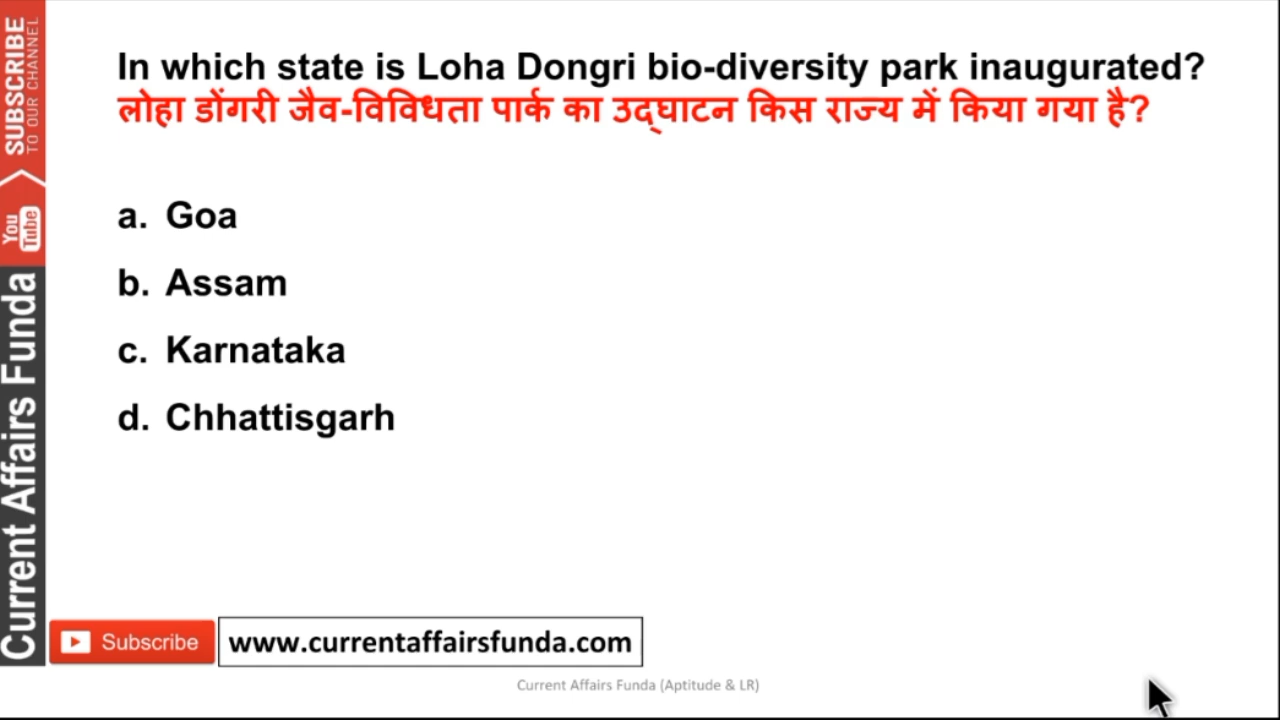 In which state is Loha Dongri bio-diversity park inaugurated?
लोहा डोंगरी जैव-विविधता पार्क का उद्घाटन किस राज्य में किया गया है?
a. Goa
b. Assam
c. Karnataka
d. Chhattisgarh
SUBSCRIBE
TO OUR CHANNEL
You
Tube
Current Affairs Funda
Subscribe
www.currentaffairsfunda.com
Current Affairs Funda (Aptitude & LR)